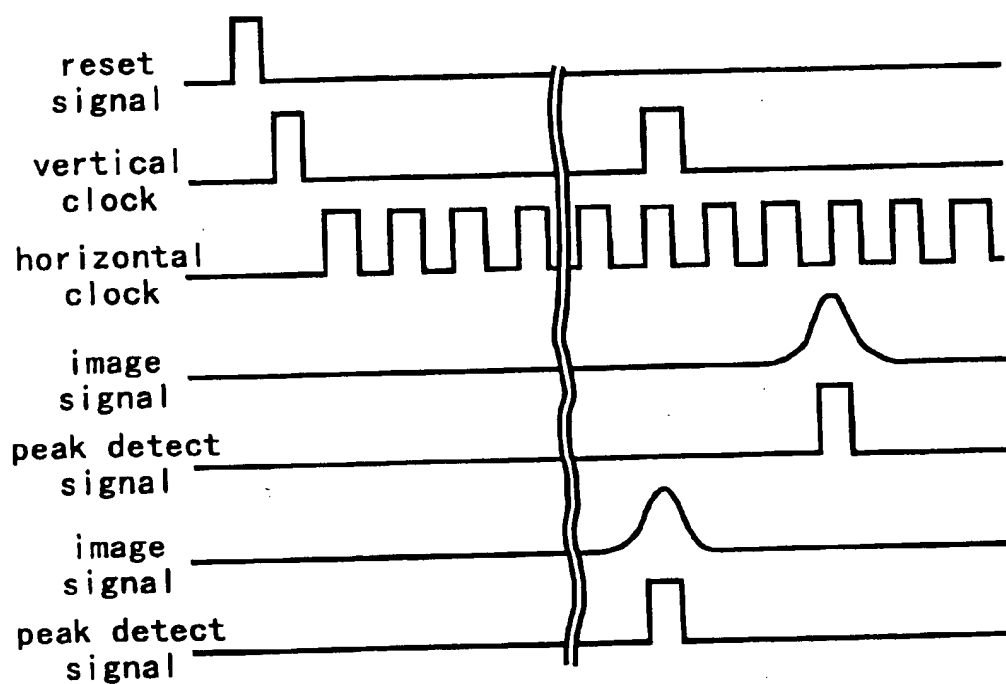 reset
signal
vertical
clock
horizontal
clock
image
signal
peak detect
signal
image
signal
peak detect
signal